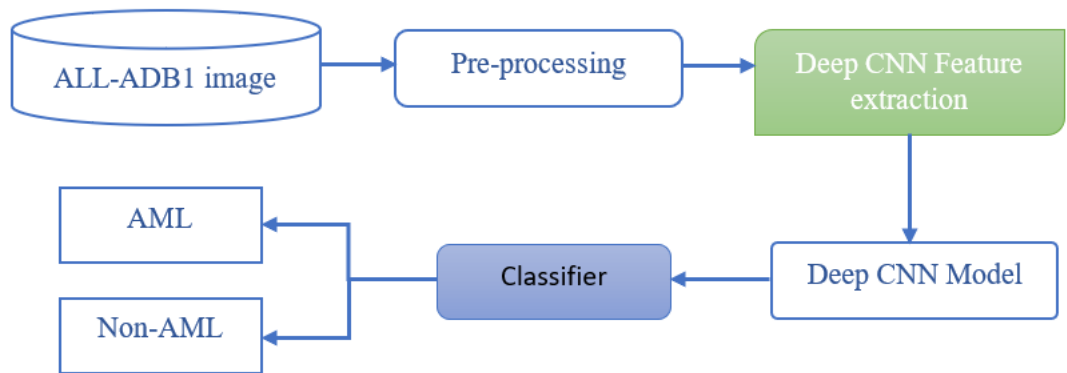 ALL-ADB1 image
Pre-processing
Deep CNN Feature
extraction
AML
Classifier
Deep CNN Model
Non-AML